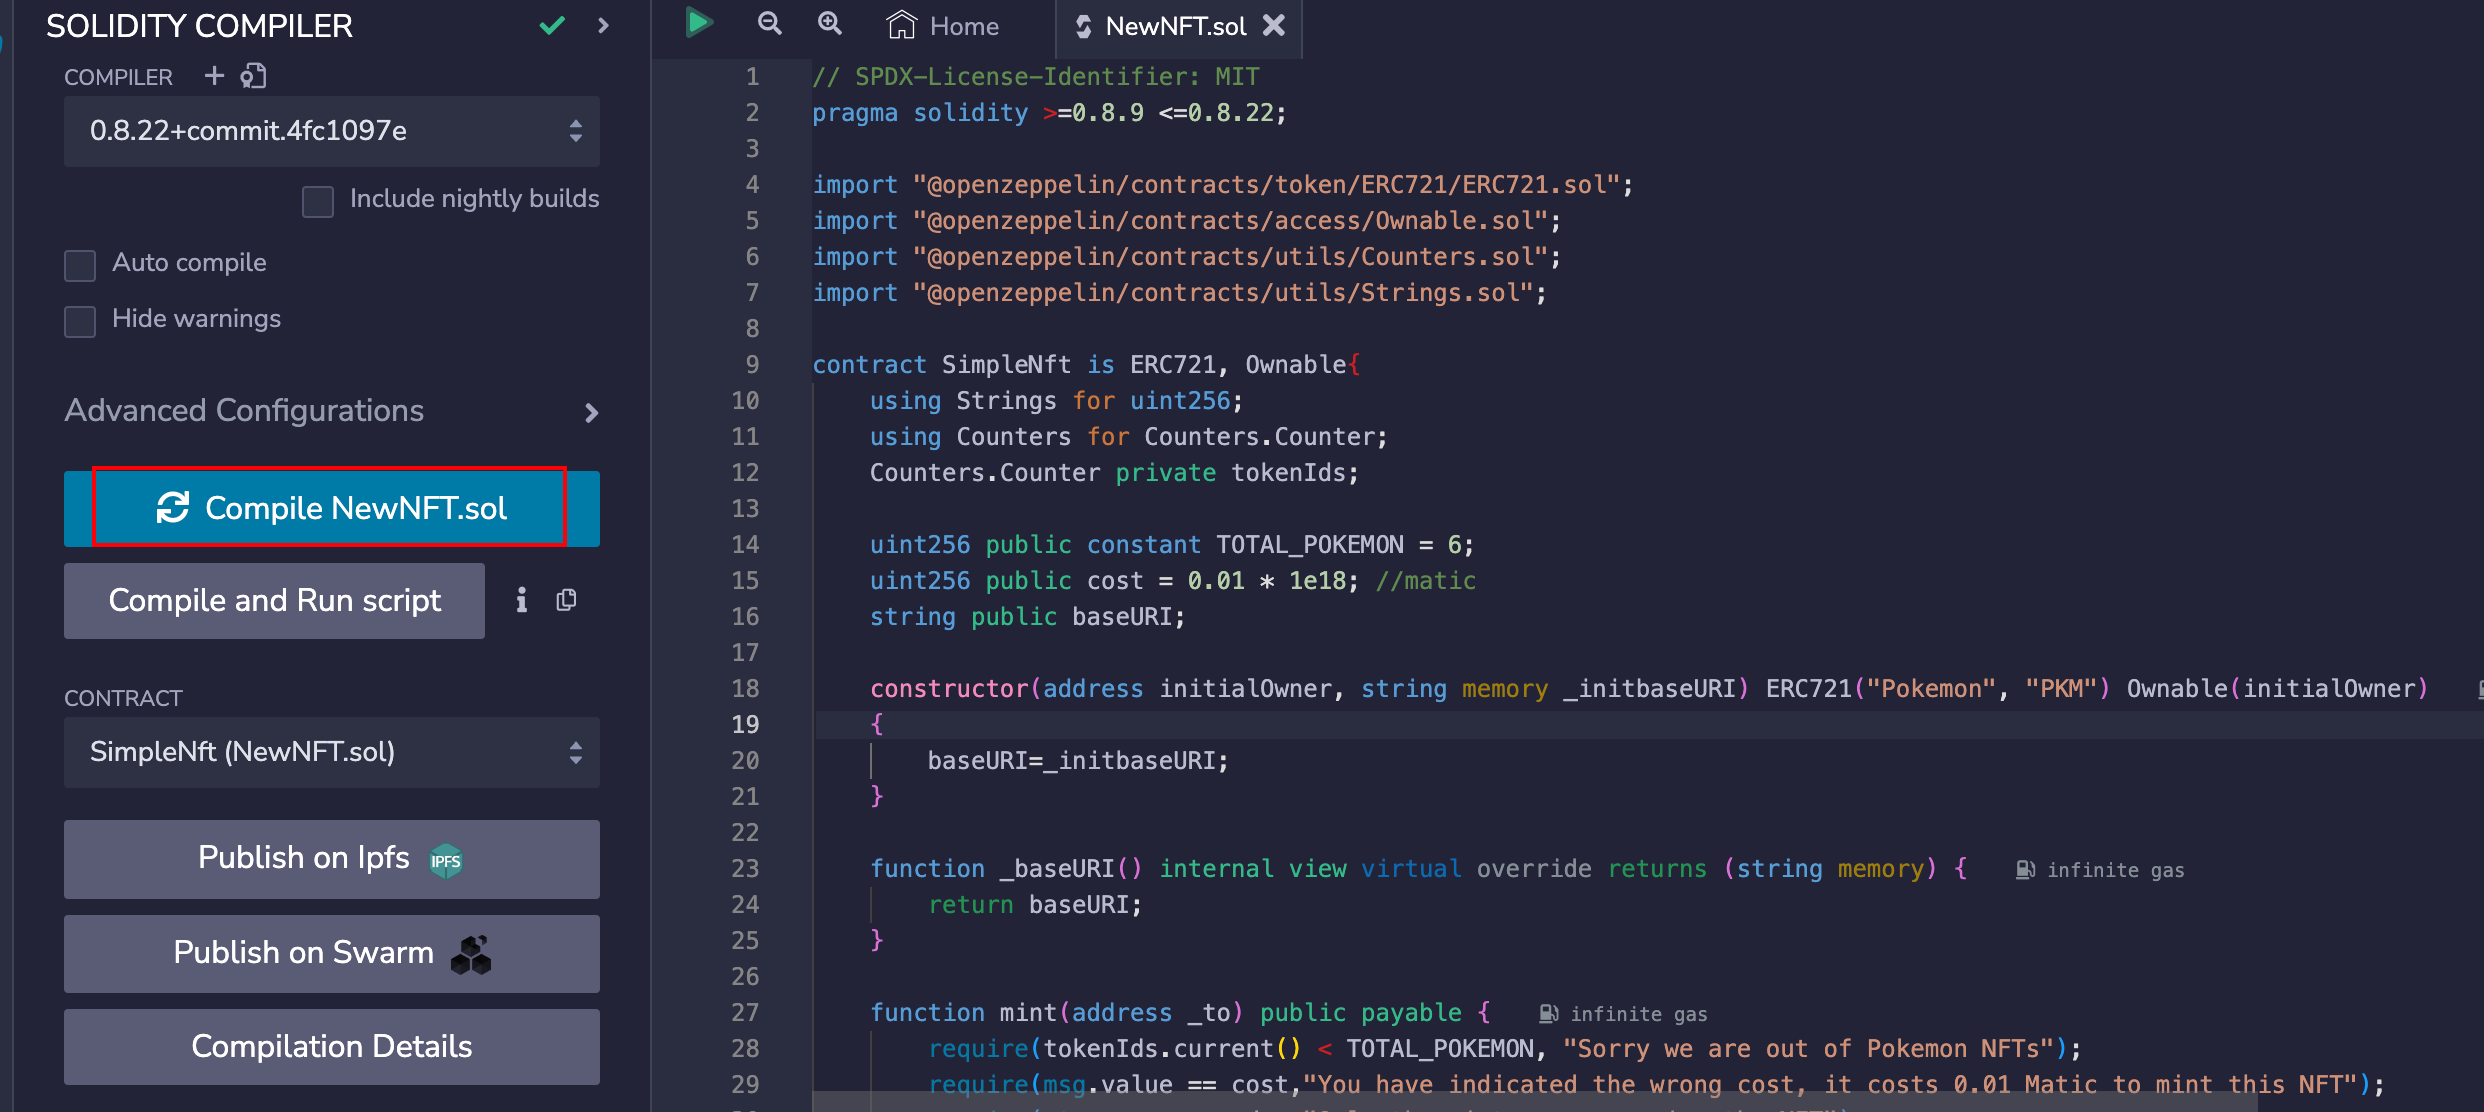 SOLIDITY COMPILER
COMPILER
0.8.22+commit.4fc1097e
Include nightly builds
Auto compile
Hide warnings
Advanced Configurations
Compile NewNFT.sol
Compile and Run script
CONTRACT
SimpleNft (NewNFT.sol)
Publish on Ipfs IPFS
Publish on Swarm
Compilation Details
Home NewNFT.sol
1 // SPDX-License-Identifier: MIT
2 pragma solidity >=0.8.9 <=0.8.22;
3
4 import "@openzeppelin/contracts/token/ERC721/ERC721.sol";
5 import "@openzeppelin/contracts/access/Ownable.sol";
6 import "@openzeppelin/contracts/utils/Counters.sol";
7 import "@openzeppelin/contracts/utils/Strings.sol";
8
9 contract SimpleNft is ERC721, Ownable{
10 using Strings for uint256;
11 using Counters for Counters.Counter;
12 Counters.Counter private tokenIds;
13
14 uint256 public constant TOTAL_POKEMON = 6;
15 uint256 public cost = 0.01 * 1e18; //matic
16 string public baseURI;
17
18 constructor(address initialOwner, string memory _initbaseURI) ERC721("Pokemon", "PKM") Ownable(initialOwner)
19 {
20 baseURI=_initbaseURI;
21 }
22
23 function _baseURI() internal view virtual override returns (string memory) { infinite gas
24 return baseURI;
25 }
26
27 function mint(address _to) public payable { infinite gas
28 require(tokenIds.current() < TOTAL_POKEMON, "Sorry we are out of Pokemon NFTs");
29 require(msg.value == cost,"You have indicated the wrong cost, it costs 0.01 Matic to mint this NFT");